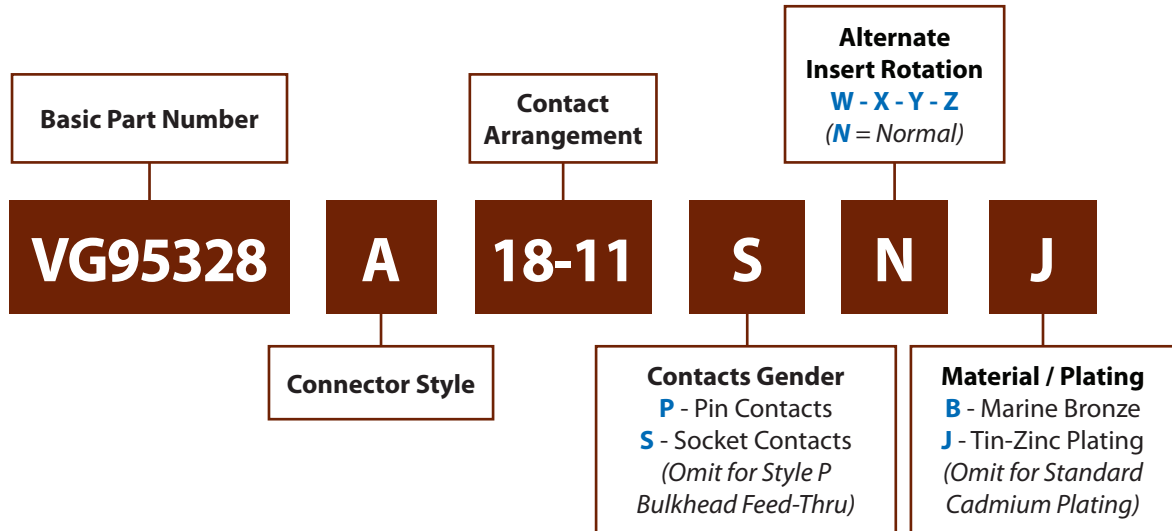 Alternate
Insert Rotation
W - X - Y - Z
(N = Normal)
Basic Part Number
Contact
Arrangement
VG95328
A
18-11
S
N
J
Connector Style
Contacts Gender
P - Pin Contacts
S - Socket Contacts
(Omit for Style P
Bulkhead Feed-Thru)
Material / Plating
B - Marine Bronze
J - Tin-Zinc Plating
(Omit for Standard
Cadmium Plating)